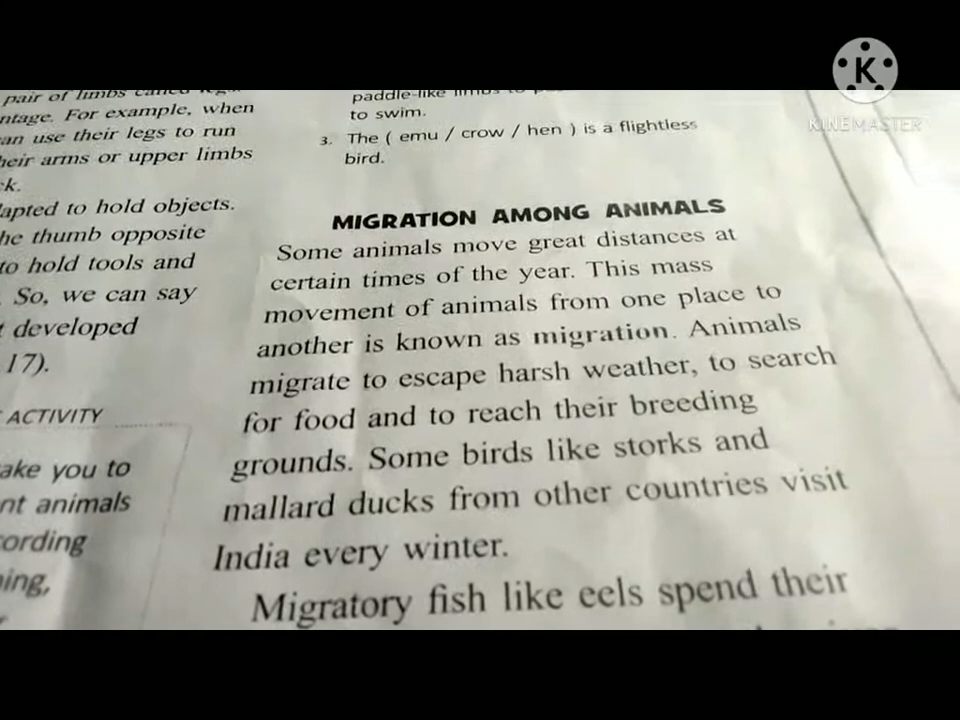 pair of limbs called legs.
ntage. For example, when
an use their legs to run
heir arms or upper limbs
ck.
lapted to hold objects.
he thumb opposite
to hold tools and
. So, we can say
t developed
17).
ACTIVITY
ake you to
nt animals
cording
ing,
paddle-like limbs to
to swim.
3. The ( emu / crow / hen ) is a flightless
bird.
MIGRATION AMONG ANIMALS
Some animals move great distances at
certain times of the year. This mass
movement of animals from one place to
another is known as migration. Animals
migrate to escape harsh weather, to search
for food and to reach their breeding
grounds. Some birds like storks and
mallard ducks from other countries visit
India every winter.
Migratory fish like eels spend their
K
KINEMASTER